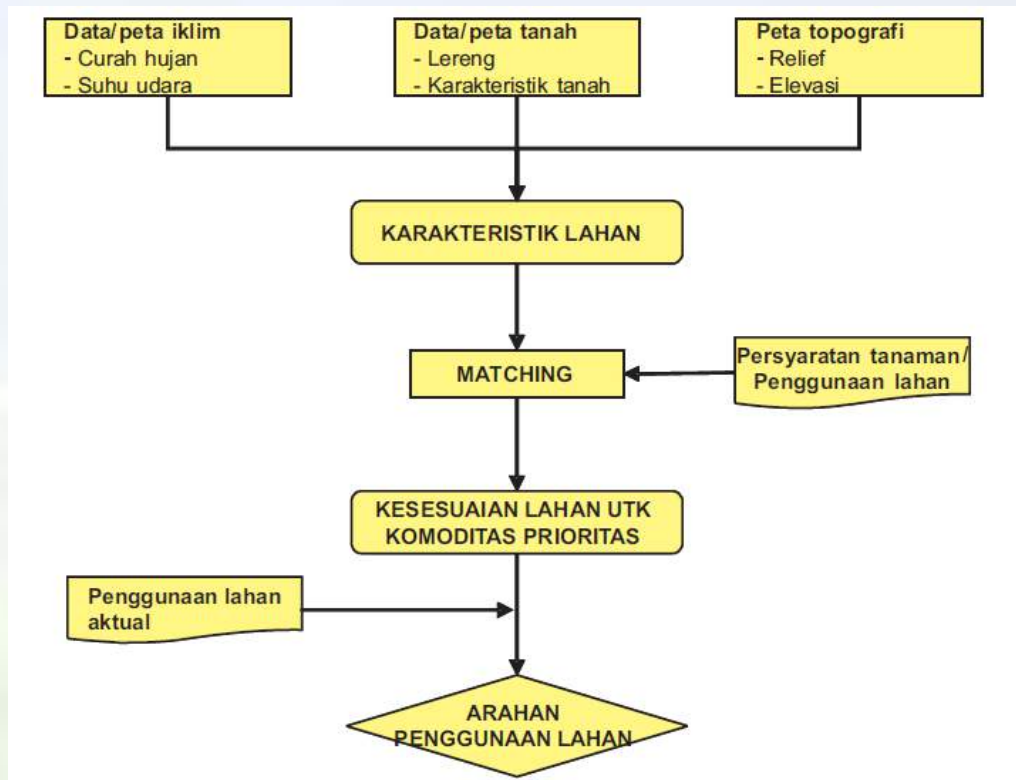 Data/peta iklim
- Curah hujan
- Suhu udara
Data/peta tanah
- Lereng
- Karakteristik tanah
Peta topografi
- Relief
- Elevasi
KARAKTERISTIK LAHAN
MATCHING
Persyaratan tanaman/
Penggunaan lahan
KESESUAIAN LAHAN UTK
KOMODITAS PRIORITAS
Penggunaan lahan
aktual
ARAHAN
PENGGUNAAN LAHAN